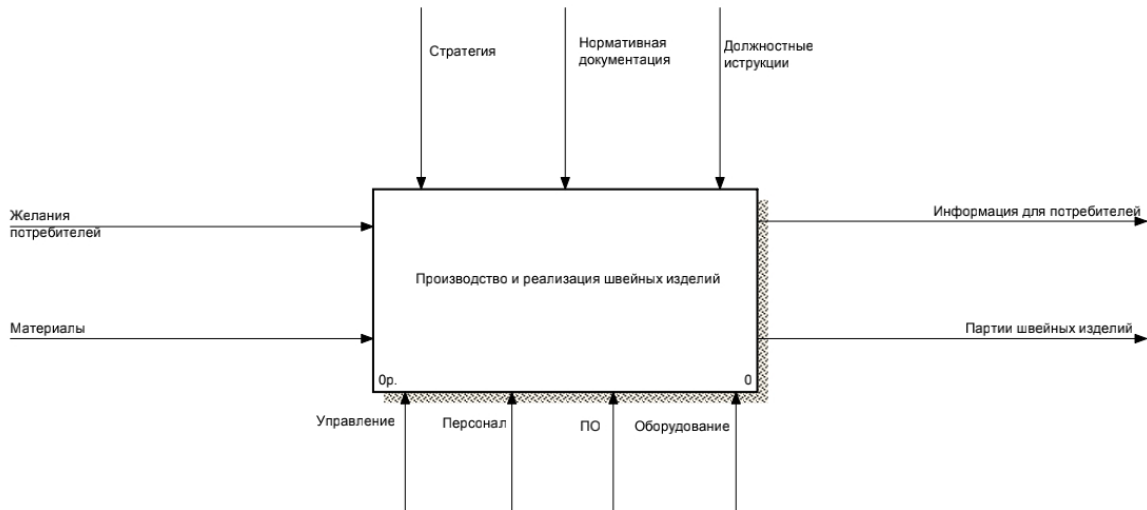 Стратегия
Нормативная
документация
Должностные
иструкции
Желания
потребителей
Информация для потребителей
Производство и реализация швейных изделий
Материалы
Партии швейных изделий
0р.
0
Управление
Персонал
ПО
Оборудование